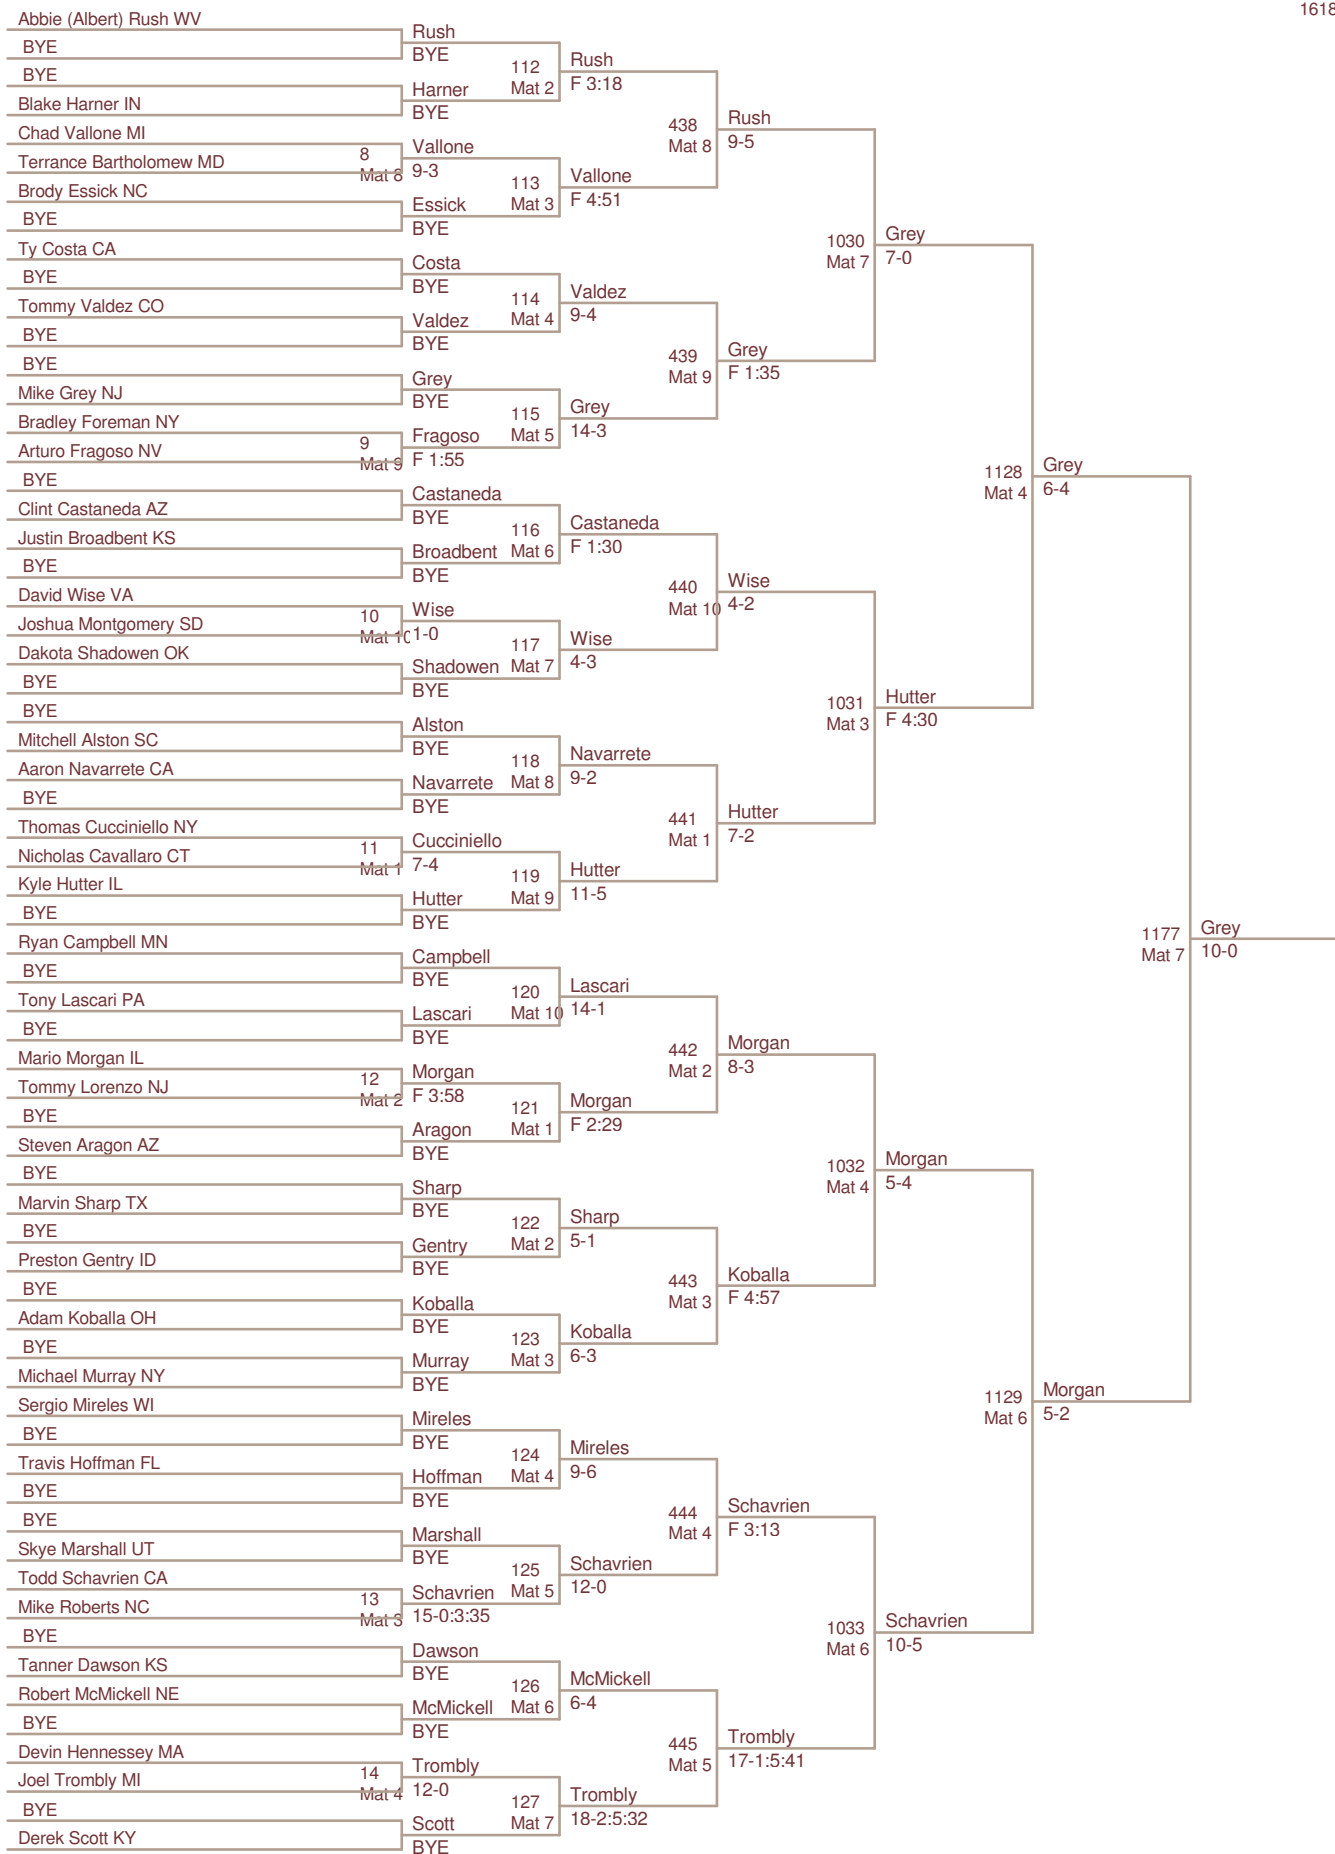 1618
Abbie (Albert) Rush WV
BYE
BYE
Blake Harner IN
Chad Vallone MI
Terrance Bartholomew MD
Brody Essick NC
BYE
Ty Costa CA
BYE
Tommy Valdez CO
BYE
BYE
Mike Grey NJ
Bradley Foreman NY
Arturo Fragoso NV
BYE
Clint Castaneda AZ
Justin Broadbent KS
BYE
David Wise VA
Joshua Montgomery SD
Dakota Shadowen OK
BYE
BYE
Mitchell Alston SC
Aaron Navarrete CA
BYE
Thomas Cucciniello NY
Nicholas Cavallaro CT
Kyle Hutter IL
BYE
Ryan Campbell MN
BYE
Tony Lascari PA
BYE
Mario Morgan IL
Tommy Lorenzo NJ
BYE
Steven Aragon AZ
BYE
Marvin Sharp TX
BYE
Preston Gentry ID
BYE
Adam Koballa OH
BYE
Michael Murray NY
Sergio Mireles WI
BYE
Travis Hoffman FL
BYE
BYE
Skye Marshall UT
Todd Schavrien CA
Mike Roberts NC
BYE
Tanner Dawson KS
Robert McMickell NE
BYE
Devin Hennessey MA
Joel Trombly MI
BYE
Derek Scott KY
8
Mat 8
9
Mat 9
10
Mat 10
11
Mat 1
12
Mat 2
13
Mat 3
14
Mat 4
Rush
BYE
Harner
BYE
Vallone
9-3
Essick
BYE
Costa
BYE
Valdez
BYE
Grey
BYE
Fragoso
F 1:55
Castaneda
BYE
Broadbent
BYE
Wise
1-0
Shadowen
BYE
Alston
BYE
Navarrete
BYE
Cucciniello
7-4
Hutter
BYE
Campbell
BYE
Lascari
BYE
Morgan
F 3:58
Aragon
BYE
Sharp
BYE
Gentry
BYE
Koballa
BYE
Murray
BYE
Mireles
BYE
Hoffman
BYE
Marshall
BYE
Schavrien
15-0:3:35
Dawson
BYE
McMickell
BYE
Trombly
12-0
Scott
BYE
112
Mat 2
113
Mat 3
114
Mat 4
115
Mat 5
116
Mat 6
117
Mat 7
118
Mat 8
119
Mat 9
120
Mat 10
121
Mat 1
122
Mat 2
123
Mat 3
124
Mat 4
125
Mat 5
126
Mat 6
127
Mat 7
Rush
F 3:18
Vallone
F 4:51
Valdez
9-4
Grey
14-3
Castaneda
F 1:30
Wise
4-3
Navarrete
9-2
Hutter
11-5
Lascari
14-1
Morgan
F 2:29
Sharp
5-1
Koballa
6-3
Mireles
9-6
Schavrien
12-0
McMickell
6-4
Trombly
18-2:5:32
438
Mat 8
439
Mat 9
440
Mat 10
441
Mat 1
442
Mat 2
443
Mat 3
444
Mat 4
445
Mat 5
Rush
9-5
Grey
F 1:35
Wise
4-2
Hutter
7-2
Morgan
8-3
Koballa
F 4:57
Schavrien
F 3:13
Trombly
17-1:5:41
1030
Mat 7
1031
Mat 3
1032
Mat 4
1033
Mat 6
Grey
7-0
Hutter
F 4:30
Morgan
5-4
Schavrien
10-5
1128
Mat 4
1129
Mat 6
Grey
6-4
Morgan
5-2
1177
Mat 7
Grey
10-0